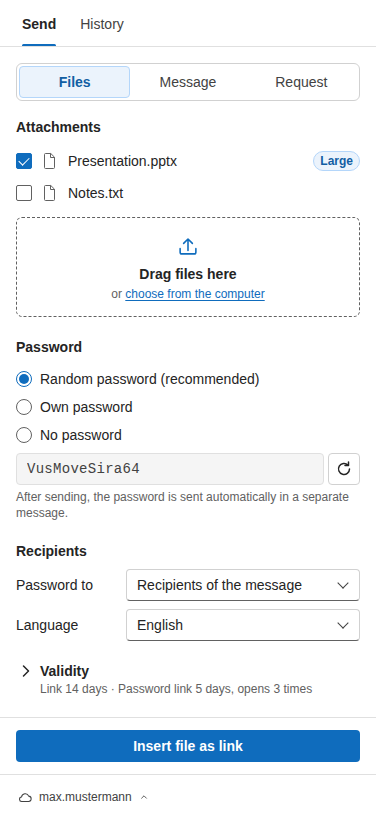 Send History
Files Message Request
Attachments
Presentation.pptx Large
Notes.txt
Drag files here
or choose from the computer
Password
Random password (recommended)
Own password
No password
VusMoveSira64
After sending, the password is sent automatically in a separate
message.
Recipients
Password to Recipients of the message
Language English
Validity
Link 14 days · Password link 5 days, opens 3 times
Insert file as link
max.mustermann